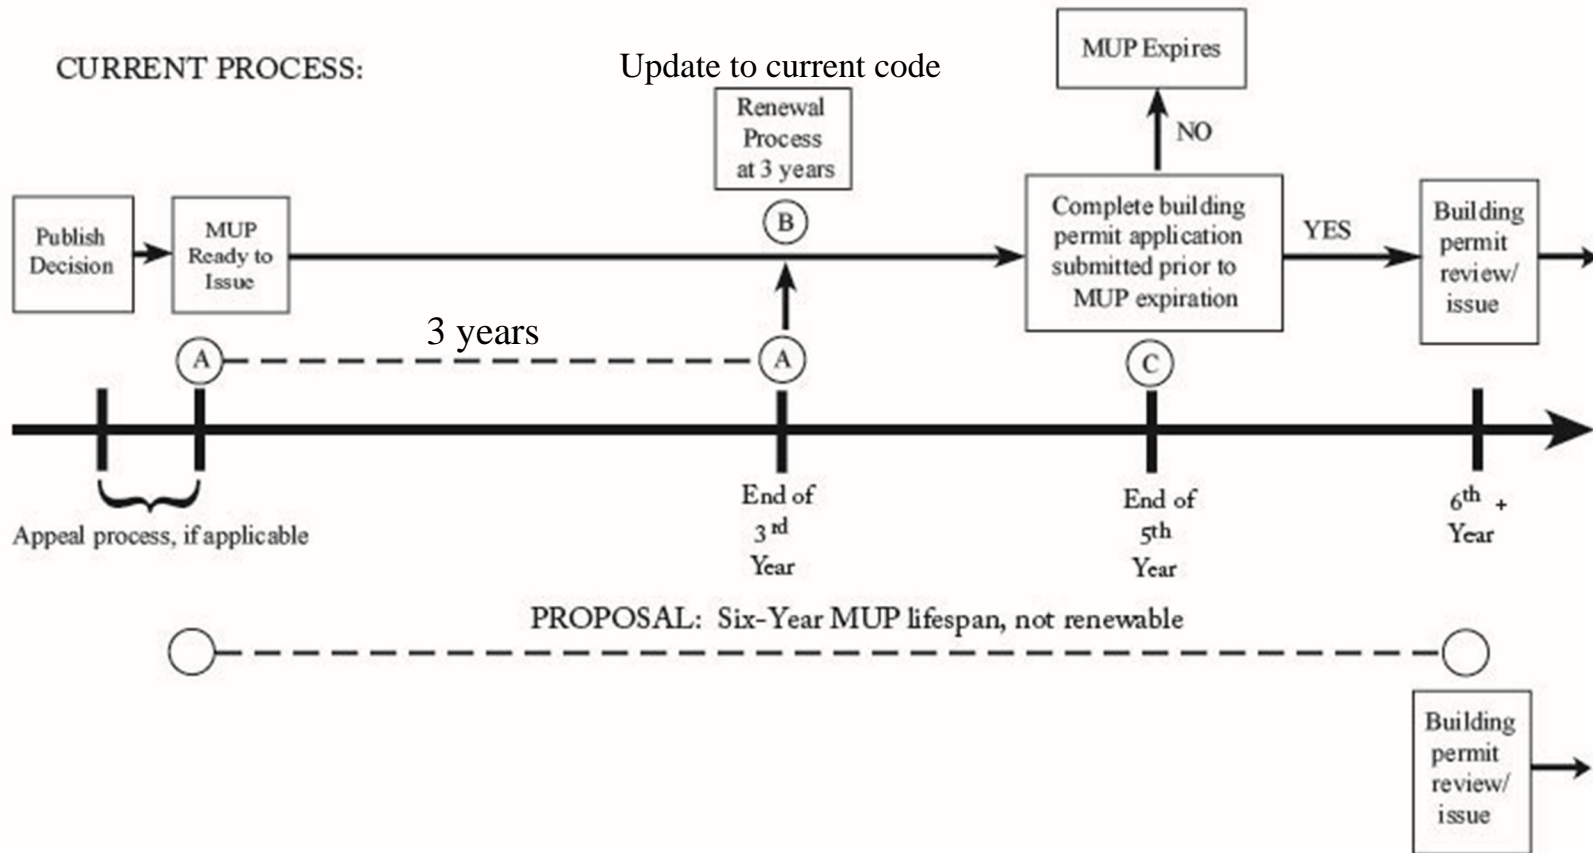 CURRENT PROCESS:
Update to current code
MUP Expires
Renewal
Process
at 3 years
NO
B
Publish
Decision
MUP
Ready to
Issue
Complete building
permit application
submitted prior to
MUP expiration
YES
Building
permit
review/
issue
3 years
A
A
C
Appeal process, if applicable
End of
3rd
Year
End of
5th
Year
6th +
Year
PROPOSAL: Six-Year MUP lifespan, not renewable
Building
permit
review/
issue